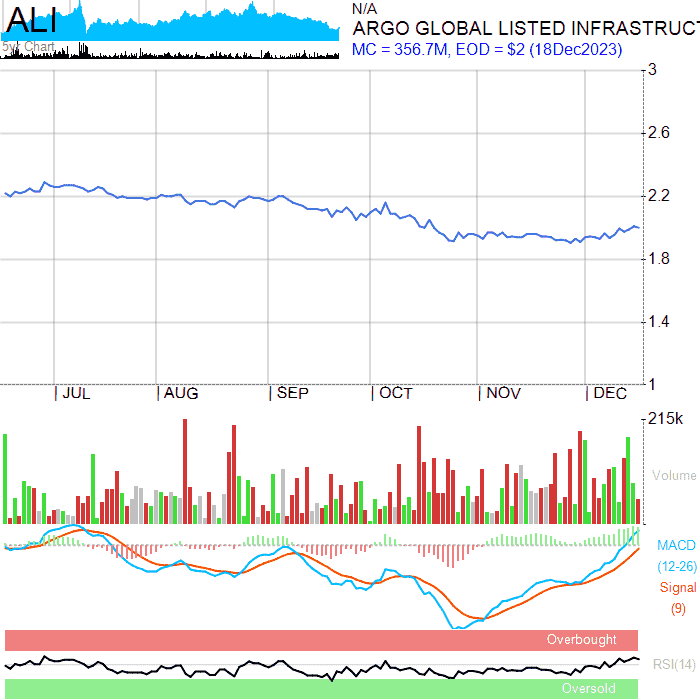 ALI
5yr Chart
N/A
ARGO GLOBAL LISTED INFRASTRUCT
MC = 356.7M, EOD = $2 (18Dec2023)
3
2.6
2.2
1.8
1.4
1
JUL AUG SEP OCT NOV DEC
215k
Volume
MACD
(12-26)
Signal
(9)
Overbought
RSI(14)
Oversold